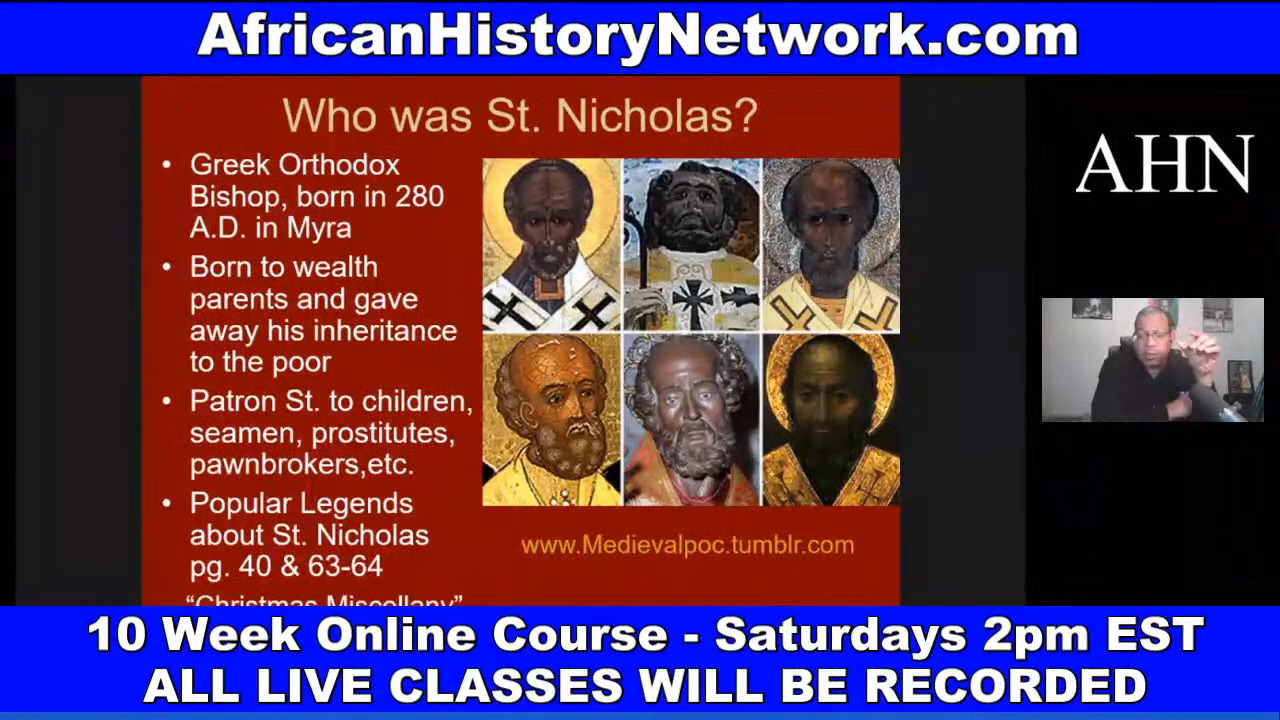 AfricanHistoryNetwork.com
Who was St. Nicholas?
• Greek Orthodox
Bishop, born in 280
A.D. in Myra
• Born to wealth
parents and gave
away his inheritance
to the poor
• Patron St. to children,
seamen, prostitutes,
pawnbrokers,etc.
• Popular Legends
about St. Nicholas
pg. 40 & 63-64
“Christmas Miscellany”
www.Medievalpoc.tumblr.com
AHN
10 Week Online Course - Saturdays 2pm EST
ALL LIVE CLASSES WILL BE RECORDED